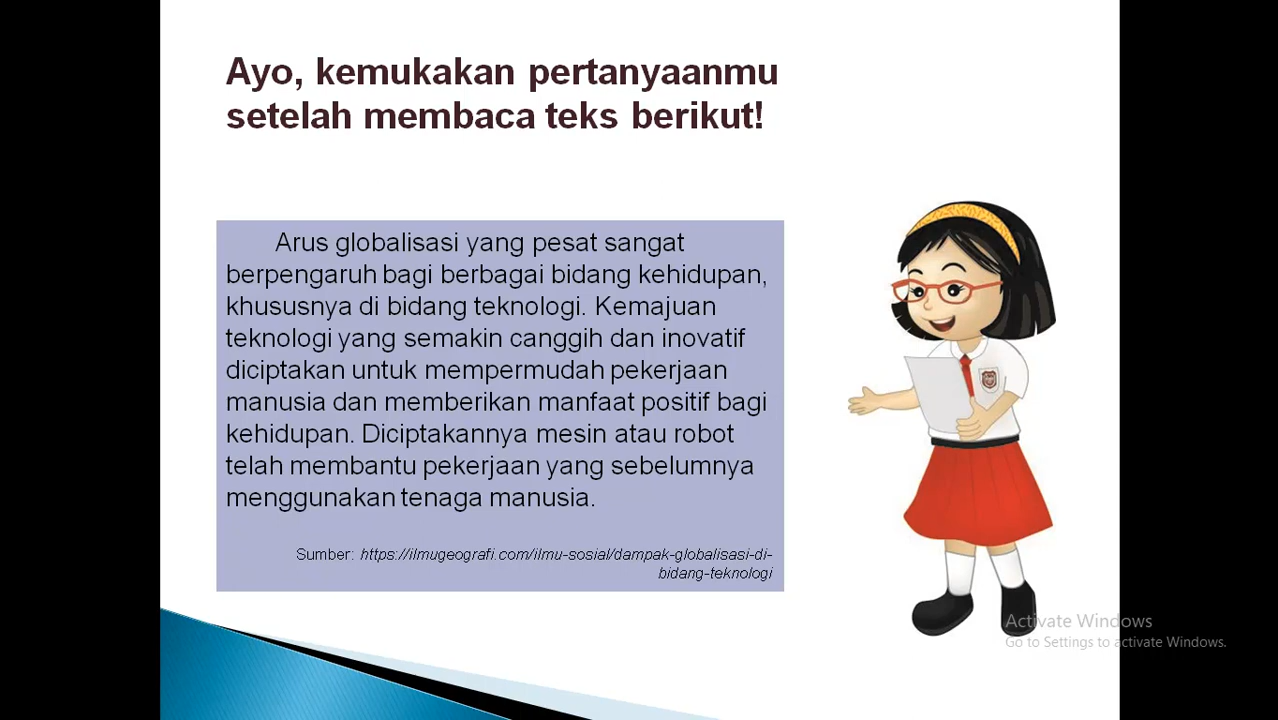 Ayo, kemukakan pertanyaanmu
setelah membaca teks berikut!
Arus globalisasi yang pesat sangat
berpengaruh bagi berbagai bidang kehidupan,
khususnya di bidang teknologi. Kemajuan
teknologi yang semakin canggih dan inovatif
diciptakan untuk mempermudah pekerjaan
manusia dan memberikan manfaat positif bagi
kehidupan. Diciptakannya mesin atau robot
telah membantu pekerjaan yang sebelumnya
menggunakan tenaga manusia.
Sumber: https://ilmugeografi.com/ilmu-sosial/dampak-globalisasi-di-
bidang-teknologi
Activate Windows
Go to Settings to activate Windows.